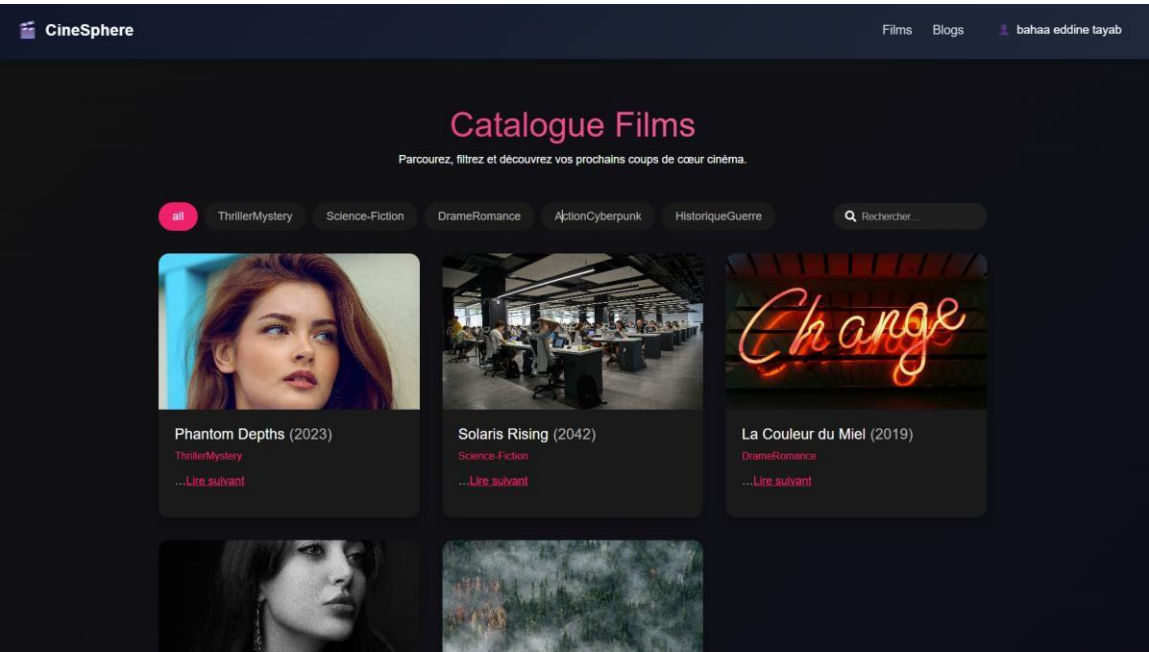 CineSphere
Films Blogs bahaa eddine tayab
Catalogue Films
Parcourez, filtrez et découvrez vos prochains coups de cœur cinéma.
all ThrillerMystery Science-Fiction DrameRomance ActionCyberpunk HistoriqueGuerre Rechercher...
Change
Phantom Depths (2023)
ThrillerMystery
...Lire suivant
Solaris Rising (2042)
Science-Fiction
...Lire suivant
La Couleur du Miel (2019)
DrameRomance
...Lire suivant